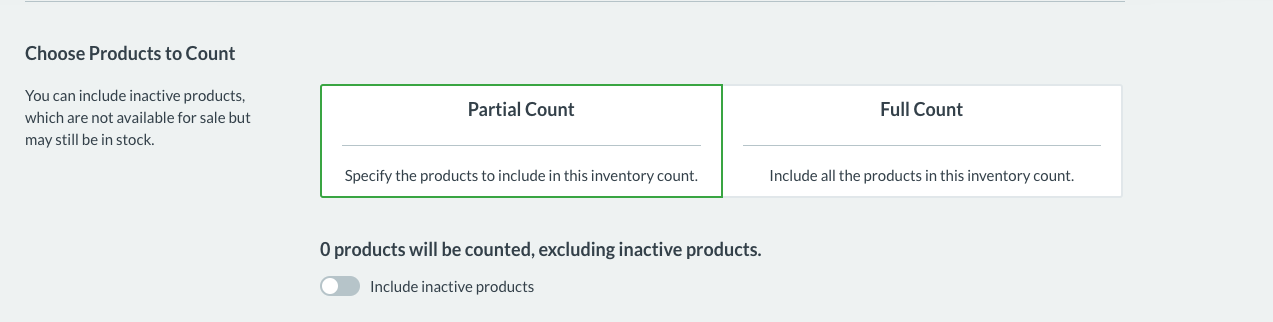 Choose Products to Count
You can include inactive products,
which are not available for sale but
may still be in stock.
Partial Count
Specify the products to include in this inventory count.
Full Count
Include all the products in this inventory count.
0 products will be counted, excluding inactive products.
Include inactive products